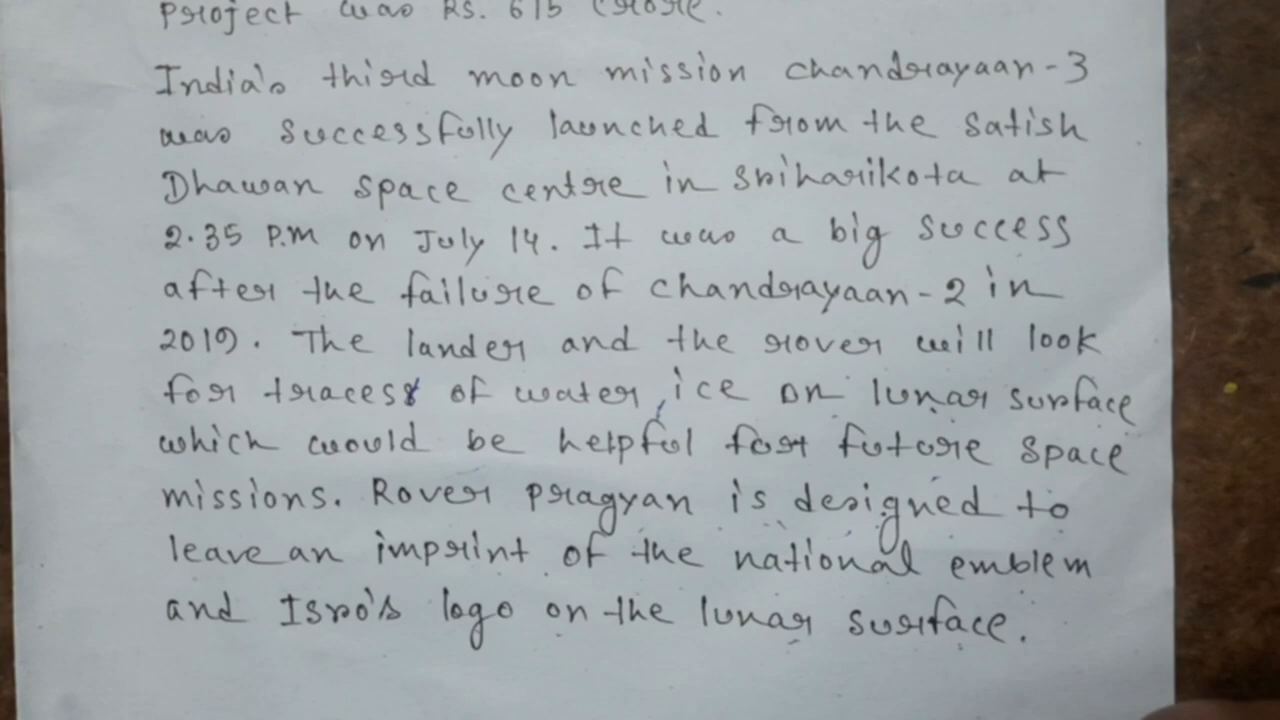 project was Rs. 615 crore.
India's third moon mission chandrayaan-3
was successfully launched from the Satish
Dhawan space centre in sriharikota at
2.35 P.m on July 14. It was a big success
after the failure of chandrayaan-2 in
2019. The lander and the rover will look
for traces of water, ice on lunar surface
which would be helpful for future space
missions. Rover pragyan is designed to
leave an imprint of the national emblem
and Isro's logo on the lunar surface.